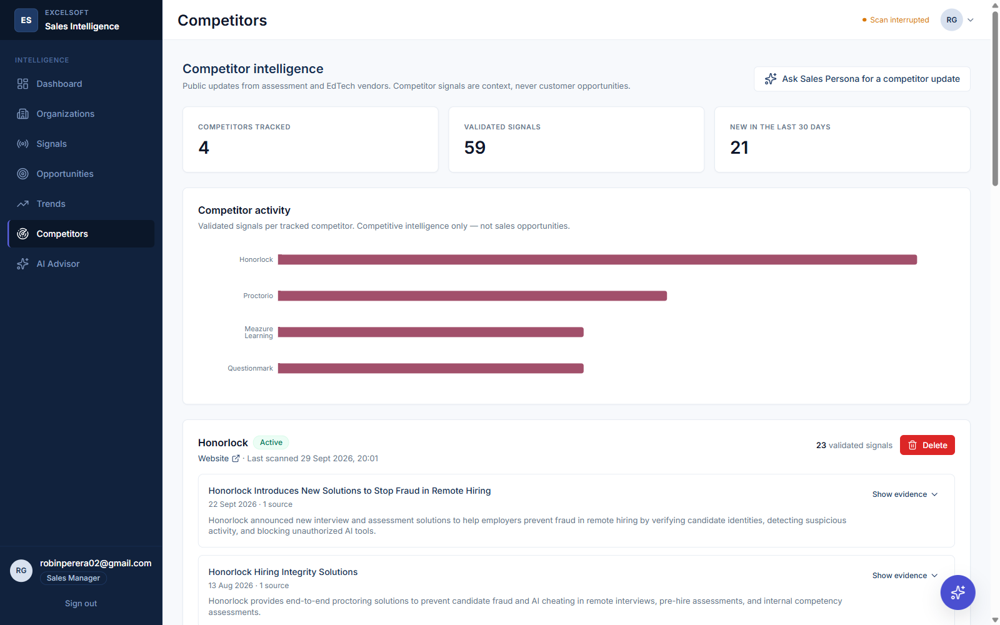 ES
EXCELSOFT
Sales Intelligence
INTELLIGENCE
Dashboard
Organizations
Signals
Opportunities
Trends
Competitors
AI Advisor
RG
robinperera02@gmail.com
Sales Manager
Sign out
Competitors
Scan interrupted
RG
Competitor intelligence
Public updates from assessment and EdTech vendors. Competitor signals are context, never customer opportunities.
Ask Sales Persona for a competitor update
COMPETITORS TRACKED
4
VALIDATED SIGNALS
59
NEW IN THE LAST 30 DAYS
21
Competitor activity
Validated signals per tracked competitor. Competitive intelligence only — not sales opportunities.
Honorlock
Proctorio
Meazure
Learning
Questionmark
Honorlock Active
23 validated signals
Delete
Website · Last scanned 29 Sept 2026, 20:01
Honorlock Introduces New Solutions to Stop Fraud in Remote Hiring
Show evidence
22 Sept 2026 · 1 source
Honorlock announced new interview and assessment solutions to help employers prevent fraud in remote hiring by verifying candidate identities, detecting suspicious
activity, and blocking unauthorized AI tools.
Honorlock Hiring Integrity Solutions
Show evidence
13 Aug 2026 · 1 source
Honorlock provides end-to-end proctoring solutions to prevent candidate fraud and AI cheating in remote interviews, pre-hire assessments, and internal competency
assessments.